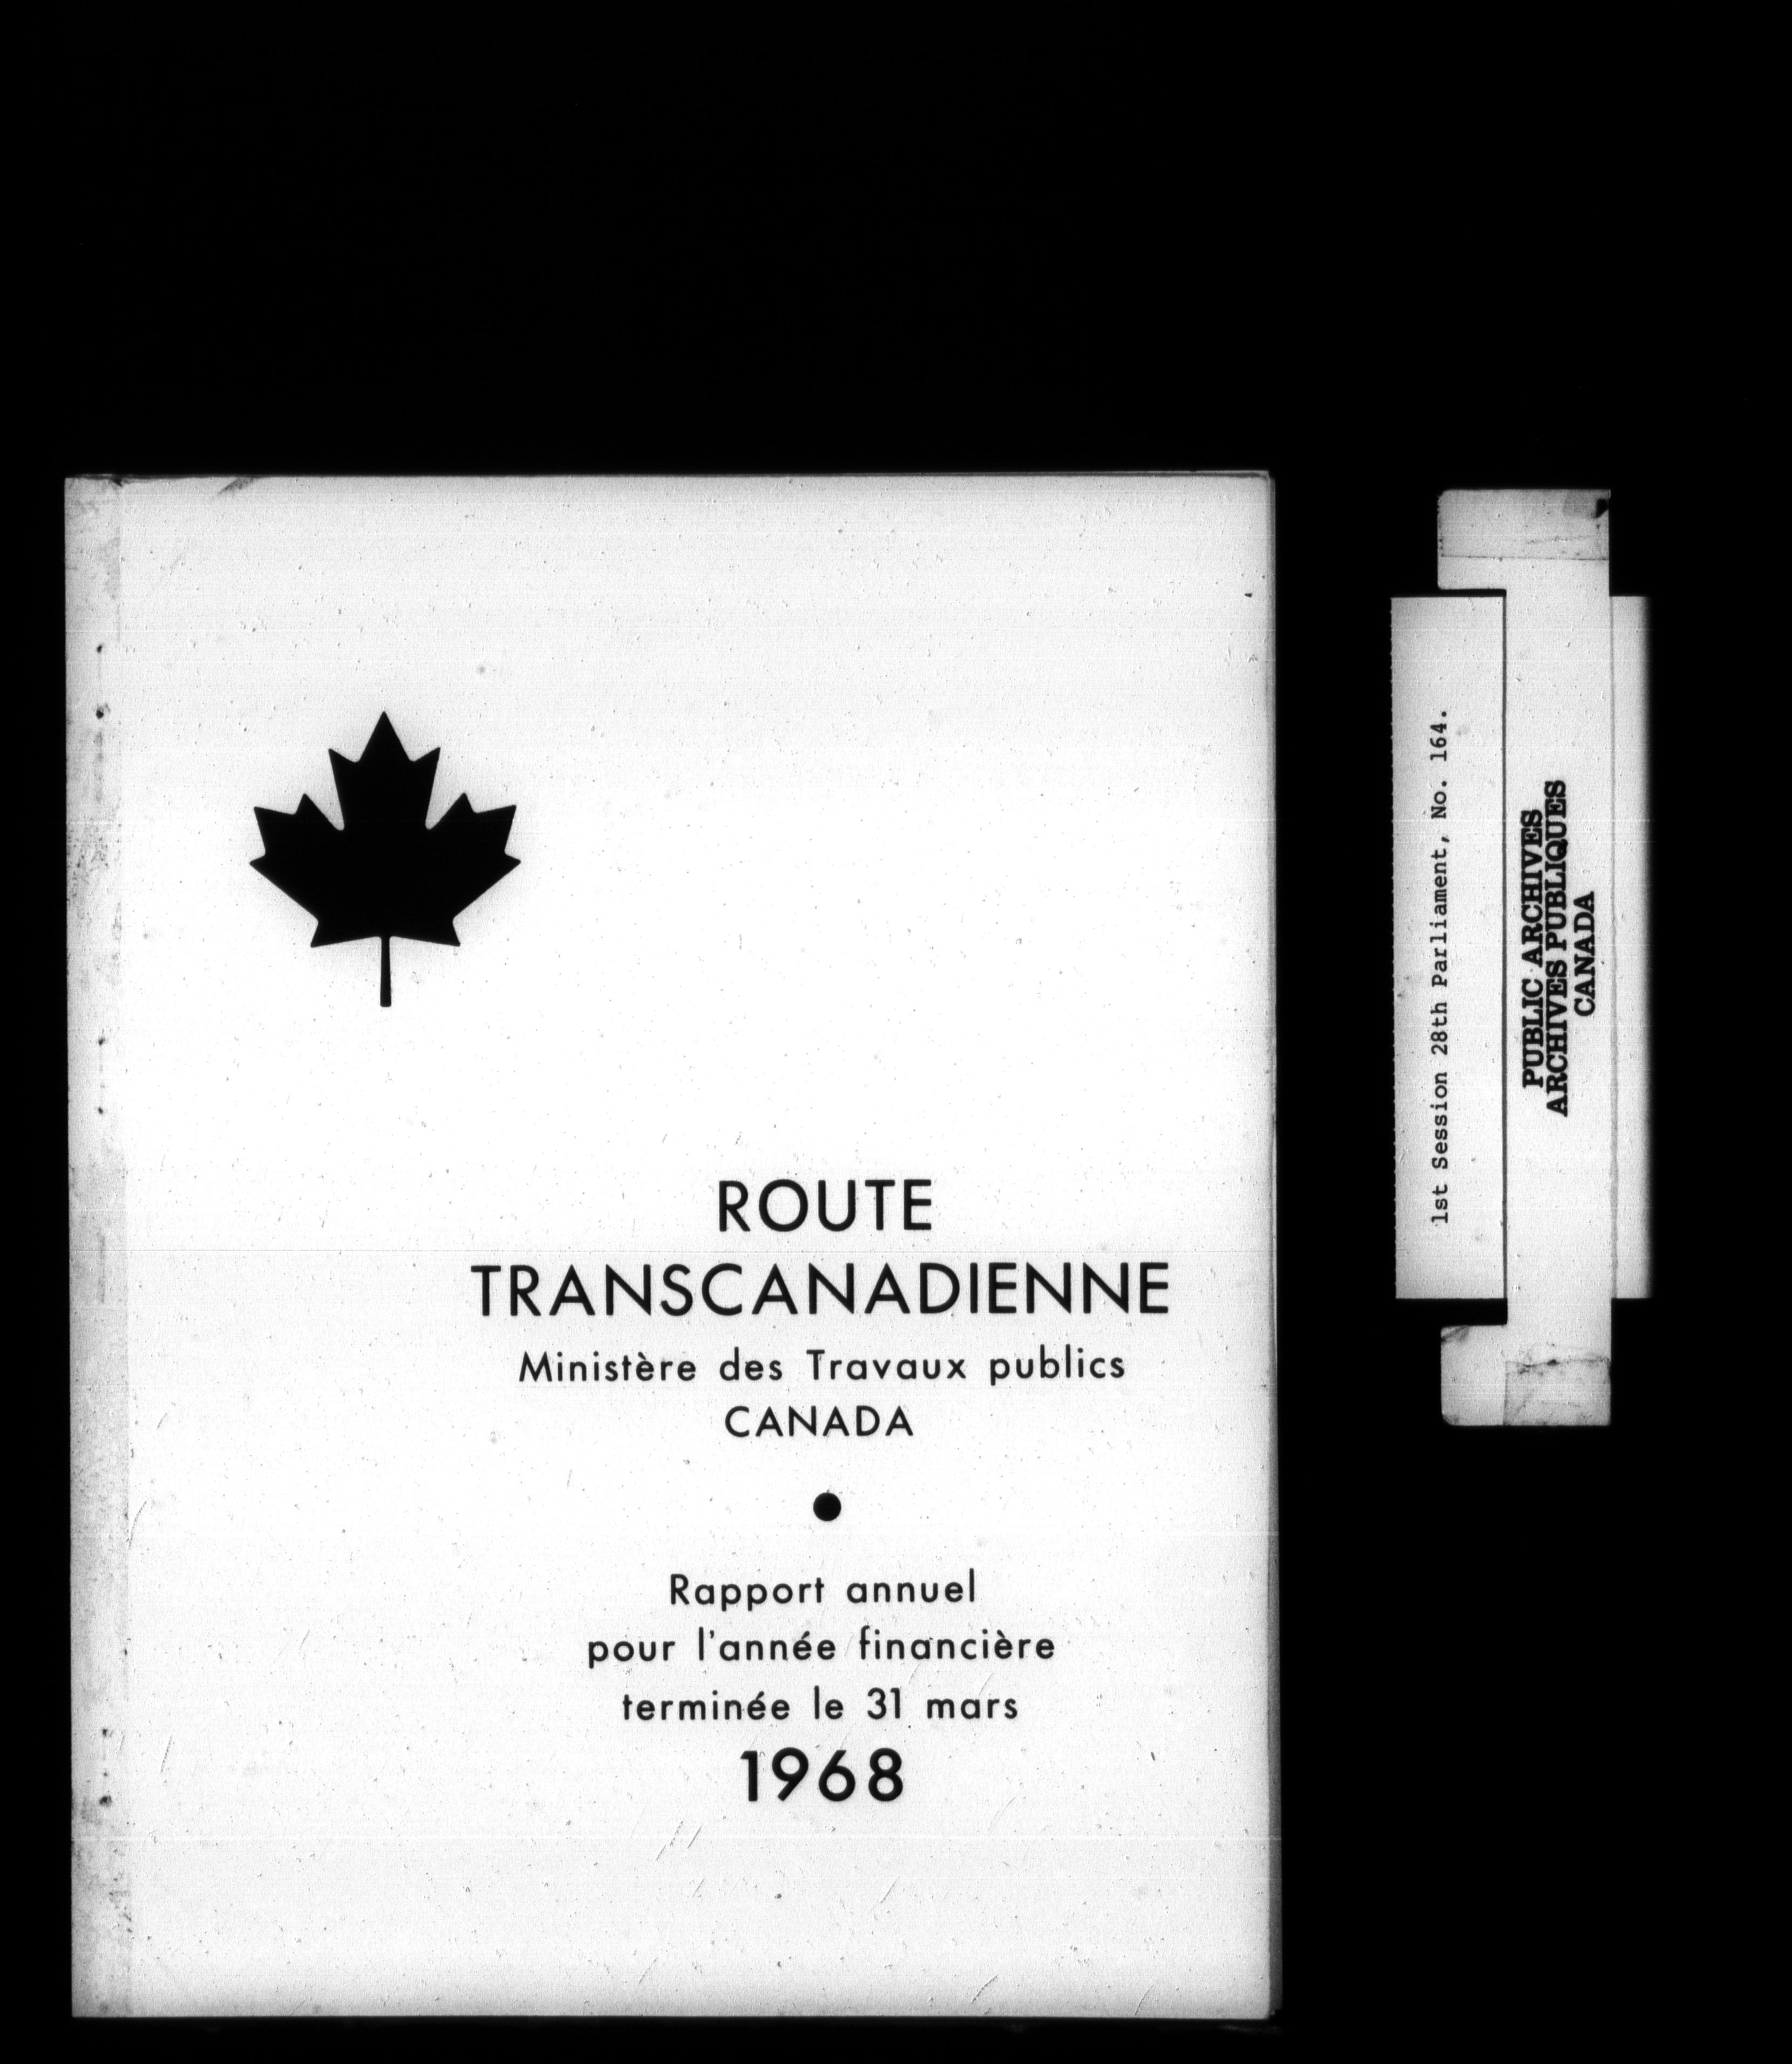 ROUTE
TRANSCANADIENNE
Ministère des Travaux publics
CANADA
Rapport annuel
pour l'année financière
terminée le 31 mars
1968
1st Session 28th Parliament, No. 164.
PUBLIC ARCHIVES
ARCHIVES PUBLIQUES
CANADA